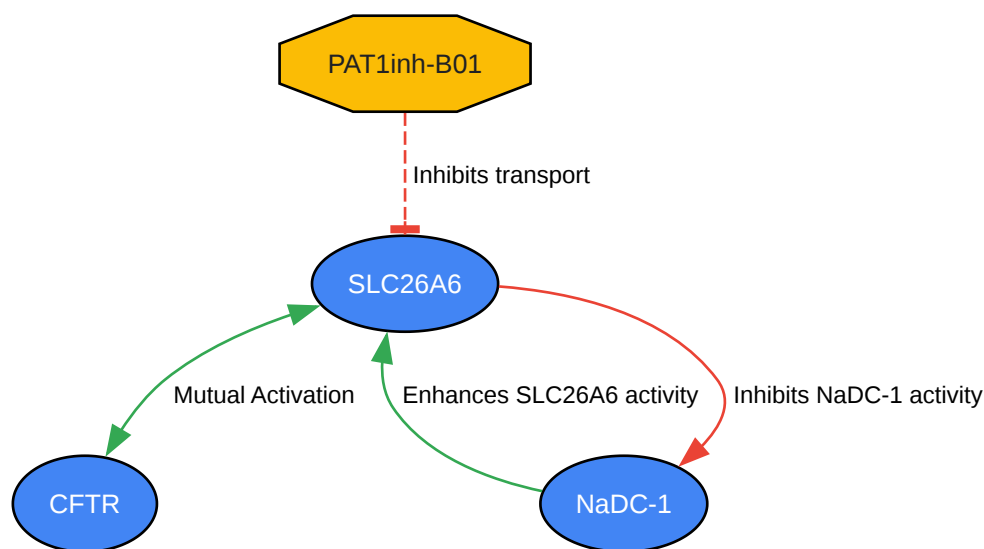 PAT1inh-B01
Inhibits transport
SLC26A6
Mutual Activation
Enhances SLC26A6 activity
Inhibits NaDC-1 activity
CFTR
NaDC-1